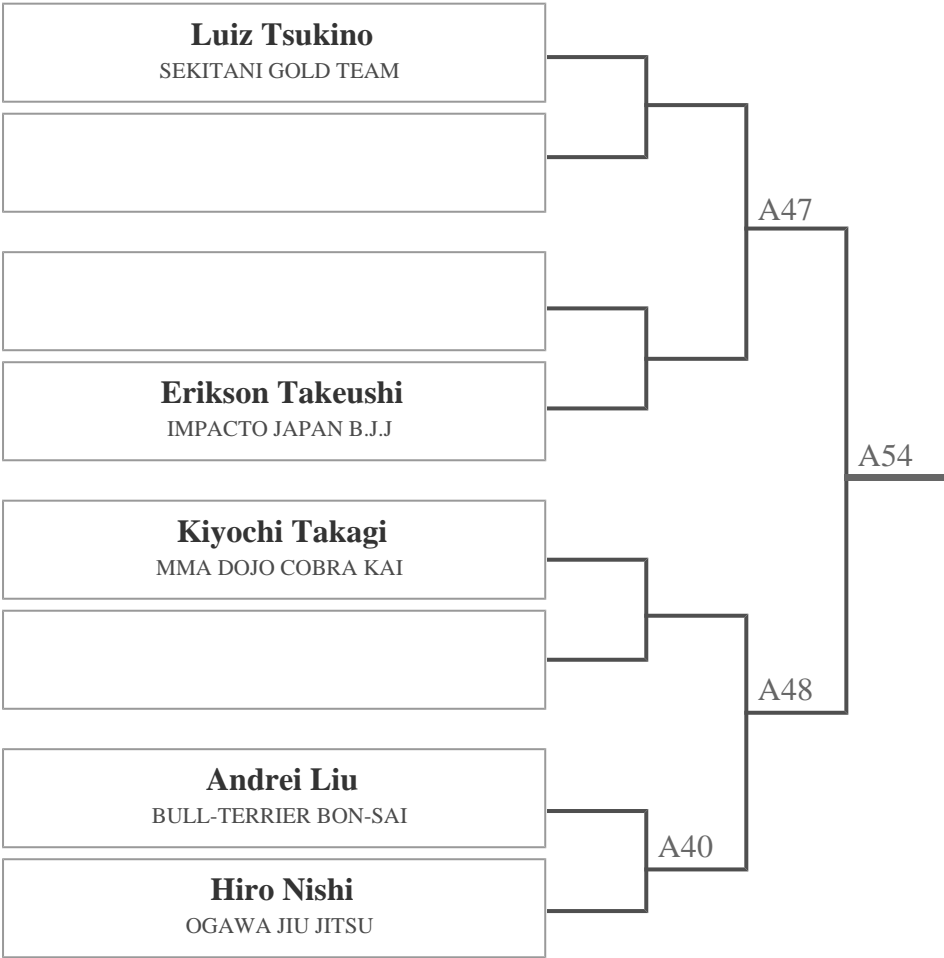 Luiz Tsukino
SEKITANI GOLD TEAM
A47
Erikson Takeushi
IMPACTO JAPAN B.J.J
A54
Kiyochi Takagi
MMA DOJO COBRA KAI
A48
Andrei Liu
BULL-TERRIER BON-SAI
A40
Hiro Nishi
OGAWA JIU JITSU